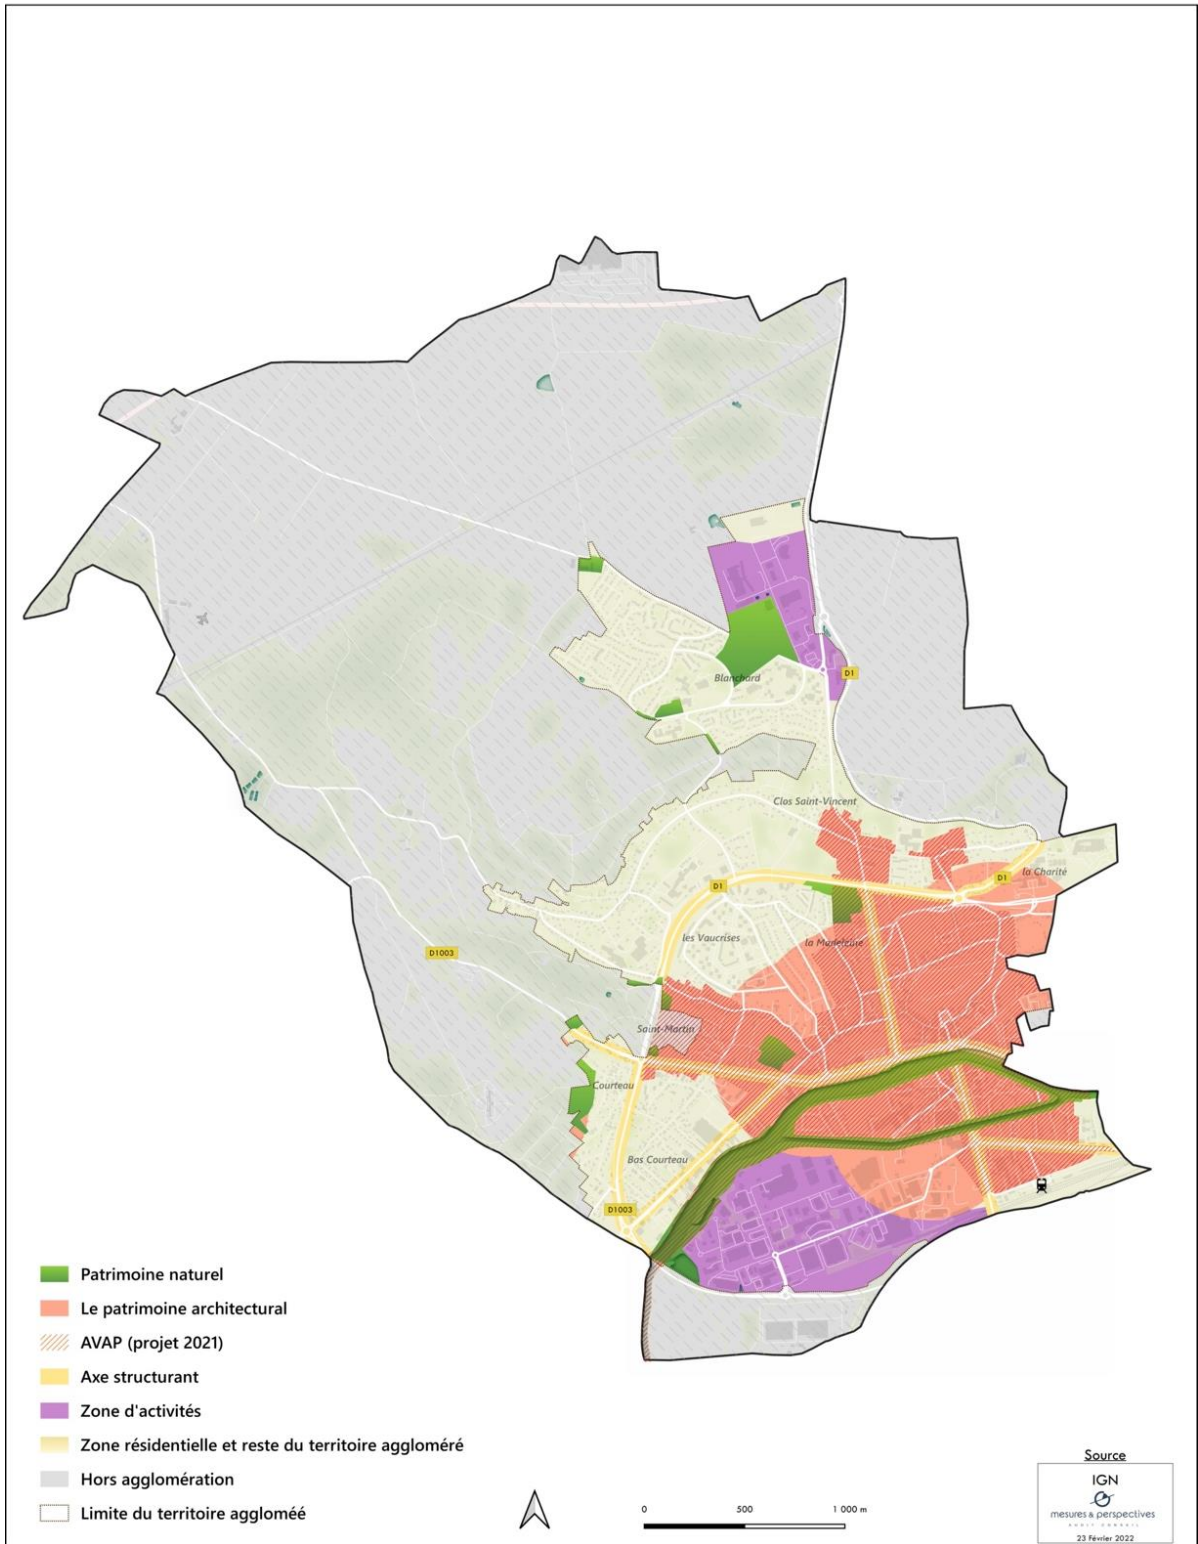 Blanchard
D1
Clos Saint-Vincent
la Charité
D1
D1
les Vaucrises
la Madeleine
D1003
Saint-Martin
Courteau
Bas Courteau
D1003
Patrimoine naturel
Le patrimoine architectural
AVAP (projet 2021)
Axe structurant
Zone d'activités
Zone résidentielle et reste du territoire aggloméré
Hors agglomération
Limite du territoire aggloméé
0 500 1 000 m
Source
IGN
mesures & perspectives
AUDIT CONSEIL
23 Février 2022